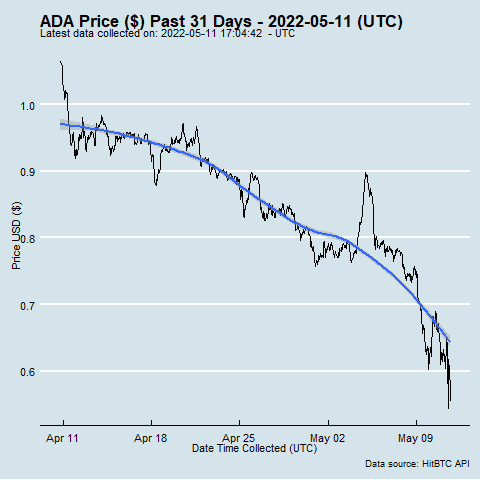 ADA Price ($) Past 31 Days - 2022-05-11 (UTC)
Latest data collected on: 2022-05-11 17:04:42 - UTC
Price USD ($)
1.0
0.9
0.8
0.7
0.6
Apr 11 Apr 18 Apr 25 May 02 May 09
Date Time Collected (UTC)
Data source: HitBTC API